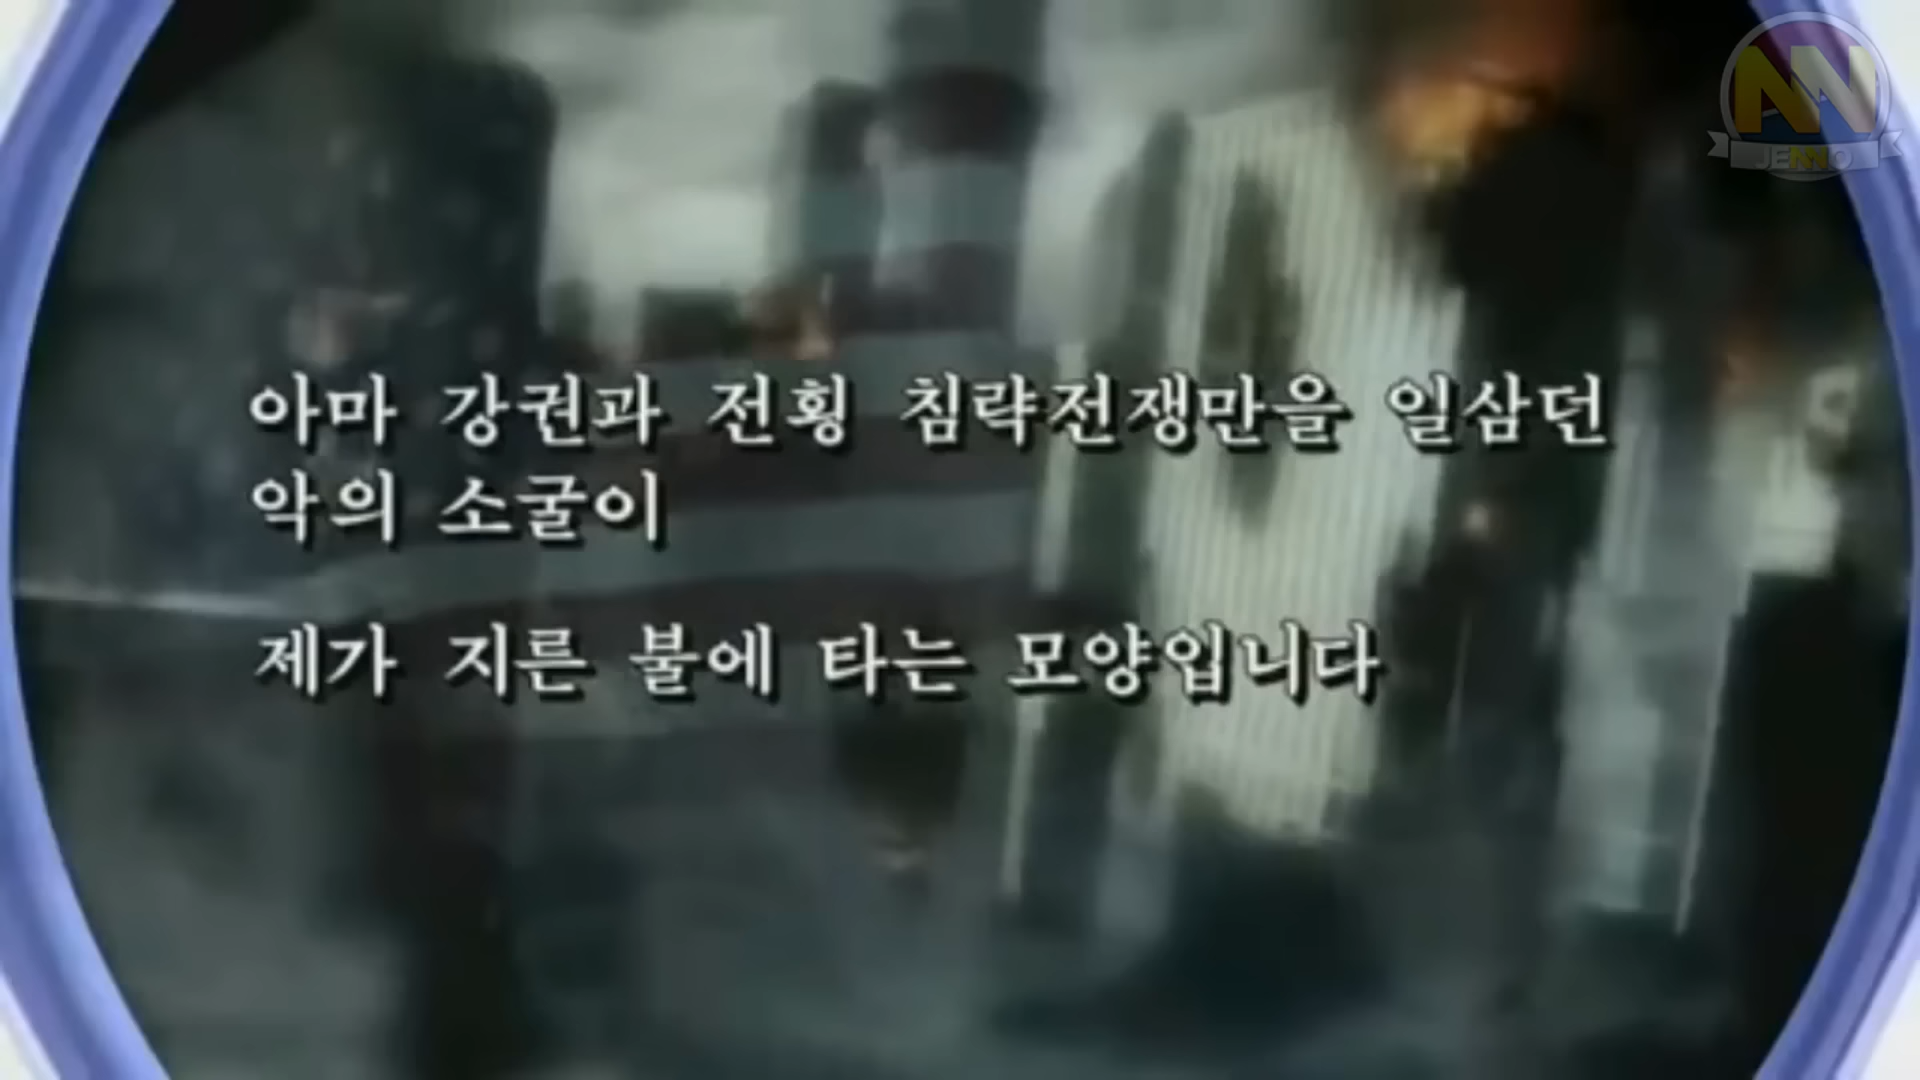 JENNO
아마 강권과 전횡 침략전쟁만을 일삼던
악의 소굴이
제가 지른 불에 타는 모양입니다